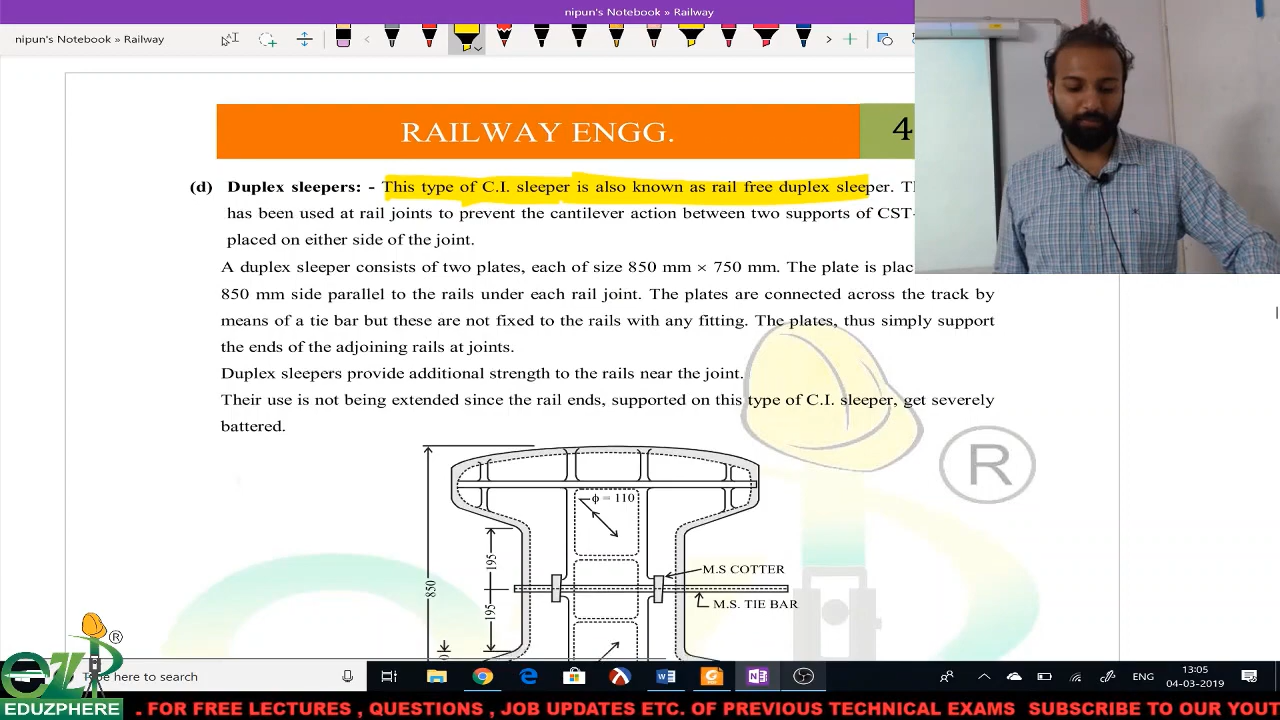 nipun's Notebook » Railway
nipun's Notebook » Railway
RAILWAY ENGG.
4
(d) Duplex sleepers: - This type of C.I. sleeper is also known as rail free duplex sleeper.
has been used at rail joints to prevent the cantilever action between two supports of CST-
placed on either side of the joint.
A duplex sleeper consists of two plates, each of size 850 mm × 750 mm. The plate is
850 mm side parallel to the rails under each rail joint. The plates are connected across the track by
means of a tie bar but these are not fixed to the rails with any fitting. The plates, thus simply support
the ends of the adjoining rails at joints.
Duplex sleepers provide additional strength to the rails near the joint.
Their use is not being extended since the rail ends, supported on this type of C.I. sleeper, get severely
battered.
R
ϕ = 110
195
M.S COTTER
850
M.S. TIE BAR
195
®
EZ
here to search
ENG
13:05
04-03-2019
EDUZPHERE
. FOR FREE LECTURES , QUESTIONS , JOB UPDATES ETC. OF PREVIOUS TECHNICAL EXAMS SUBSCRIBE TO OUR YOUT